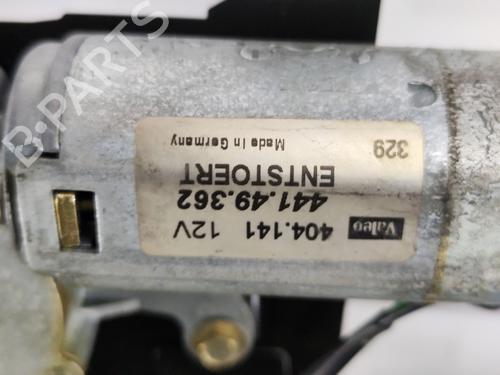 Valeo
404.141 12V
441.49.362
ENTSTOERT
Made In Germany
329
B-PARTS